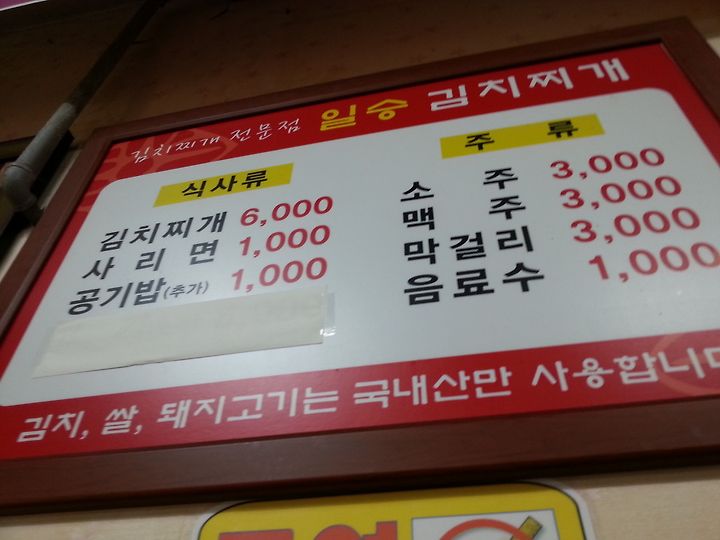 김치찌개 전문점 일승 김치찌개
식사류
김치찌개 6,000
사리면 1,000
공기밥(추가) 1,000
주류
소주 3,000
맥주 3,000
막걸리 3,000
음료수 1,000
김치, 쌀, 돼지고기는 국내산만 사용합니다